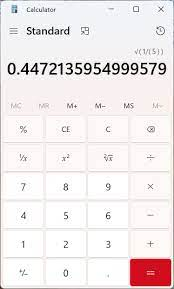 Calculator
Standard
√(1/(5))
0.4472135954999579
MC MR M+ M− MS M˅
% CE C ⌫
¹/x x² ²√x ÷
7 8 9 ×
4 5 6 −
1 2 3 +
+/− 0 . =